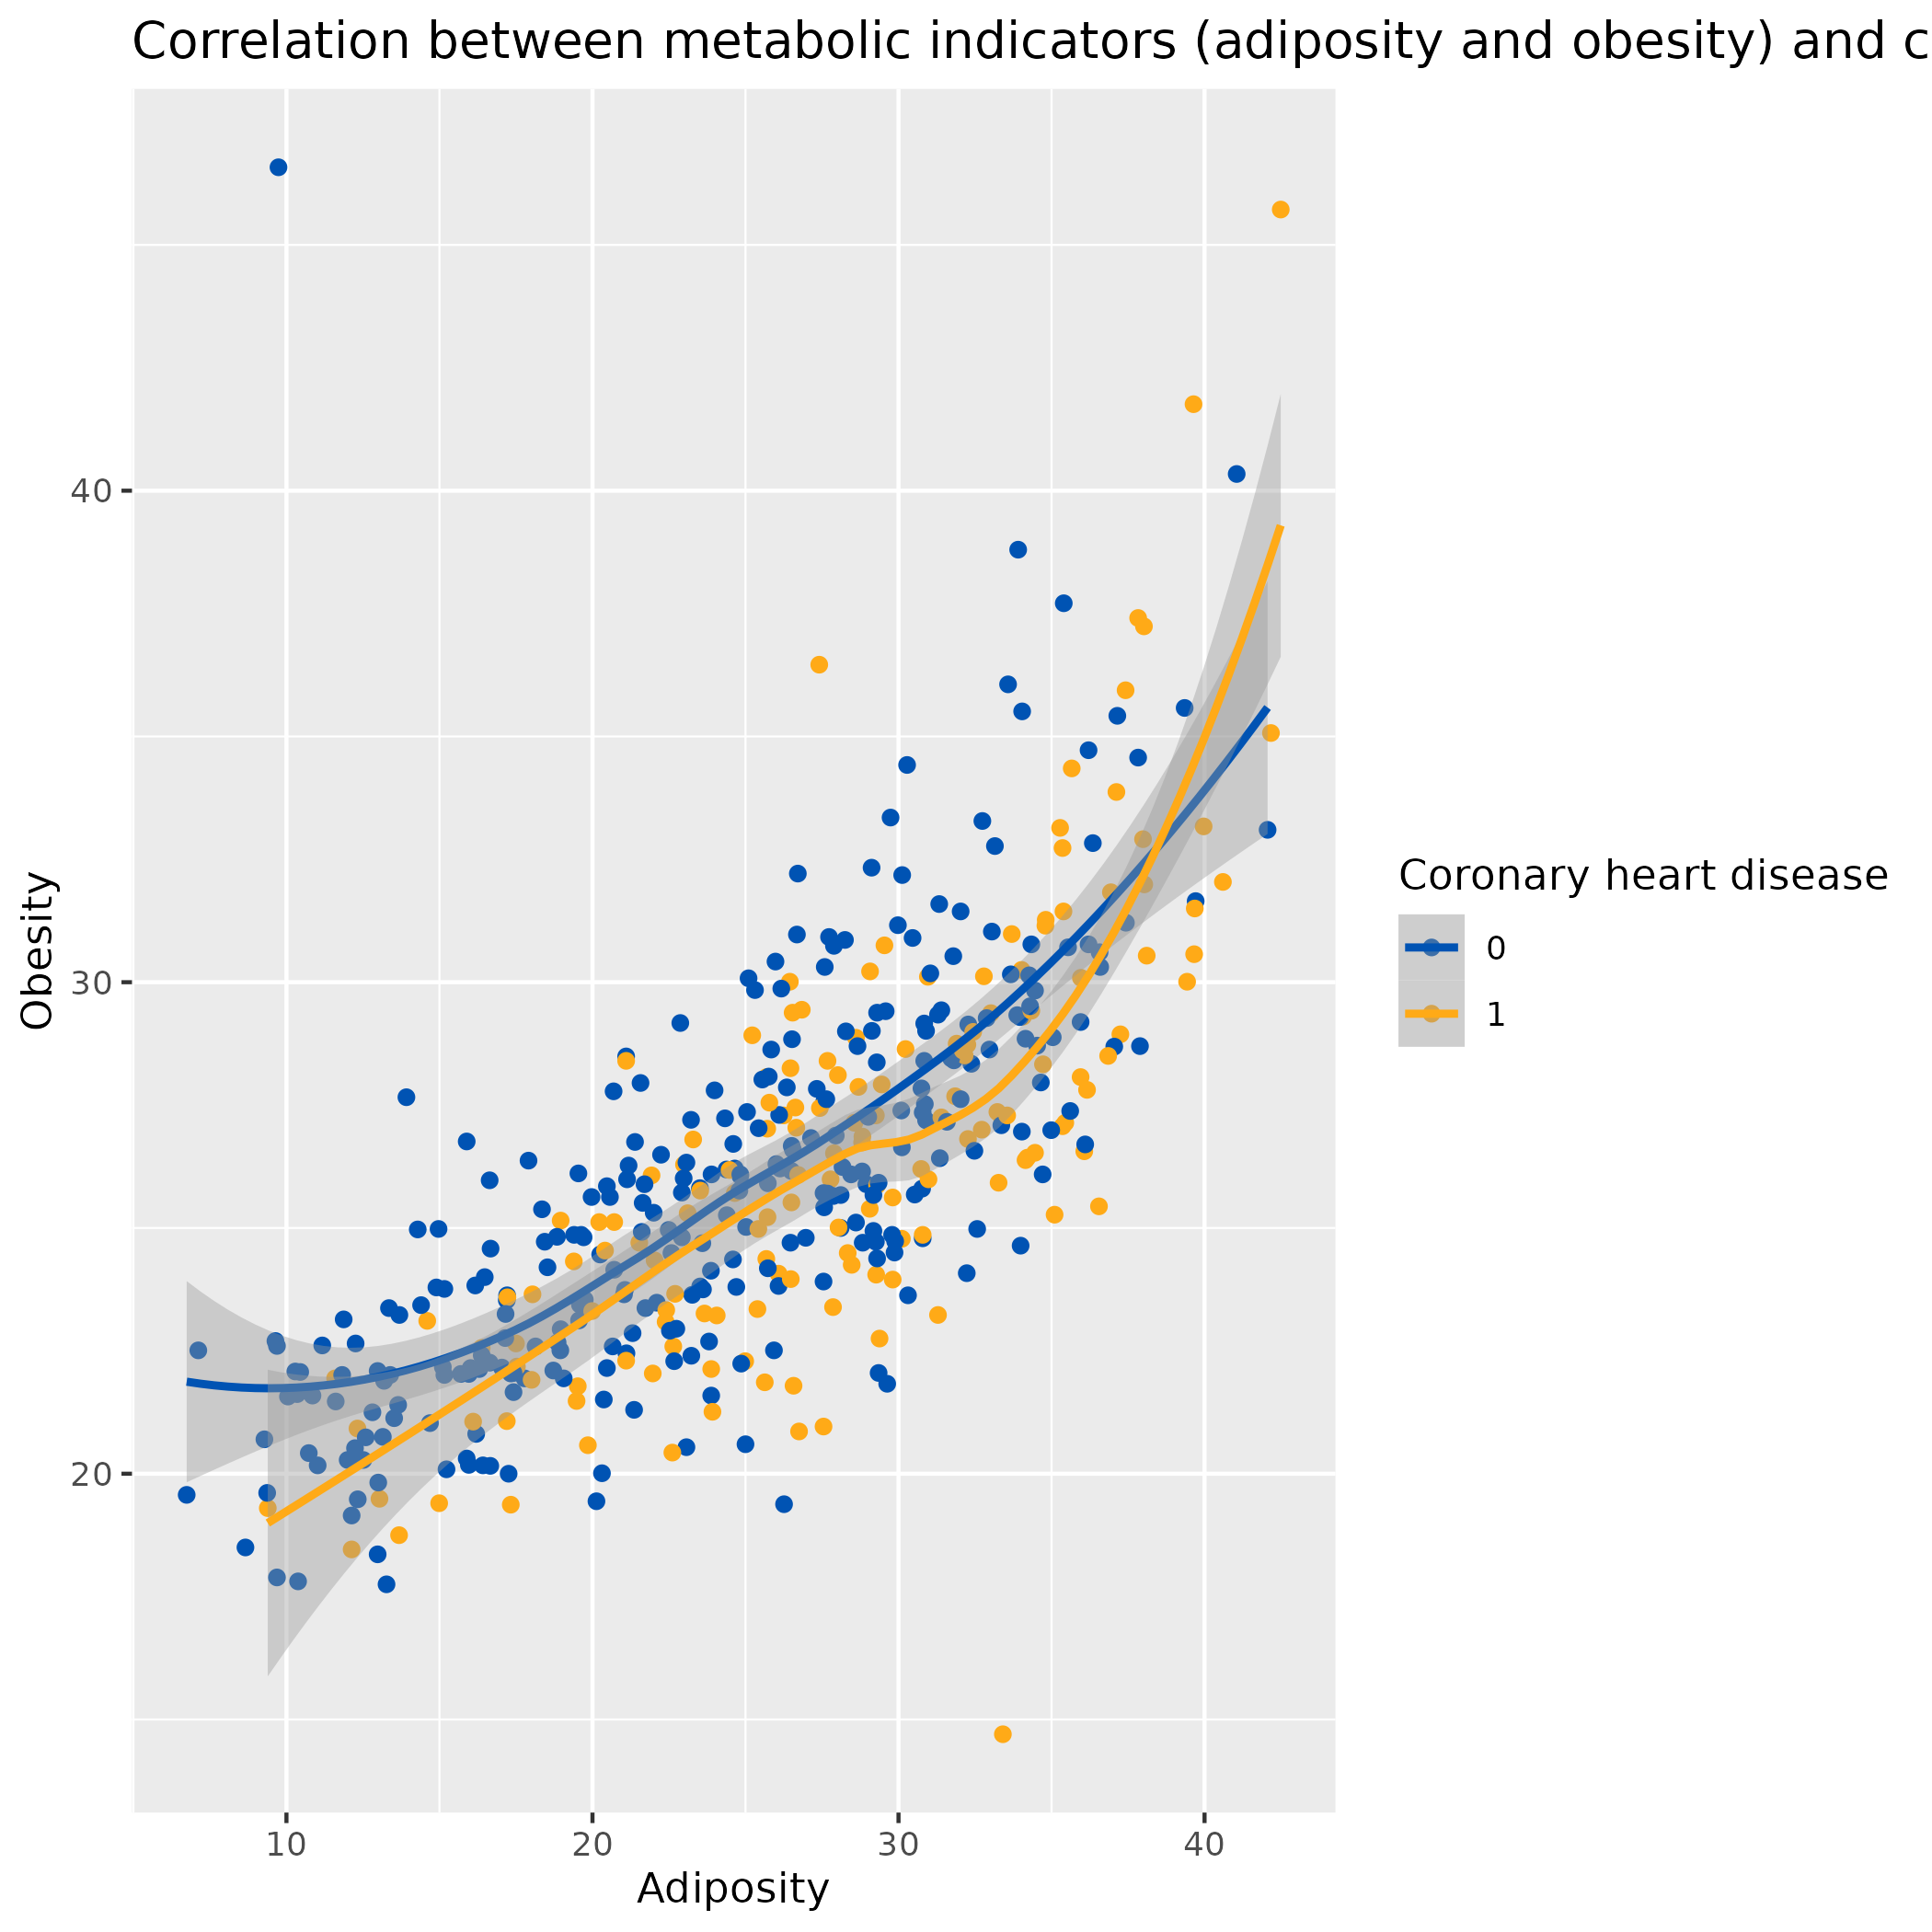 Correlation between metabolic indicators (adiposity and obesity) and c
40
30
20
Obesity
10 20 30 40
Adiposity
Coronary heart disease
0
1